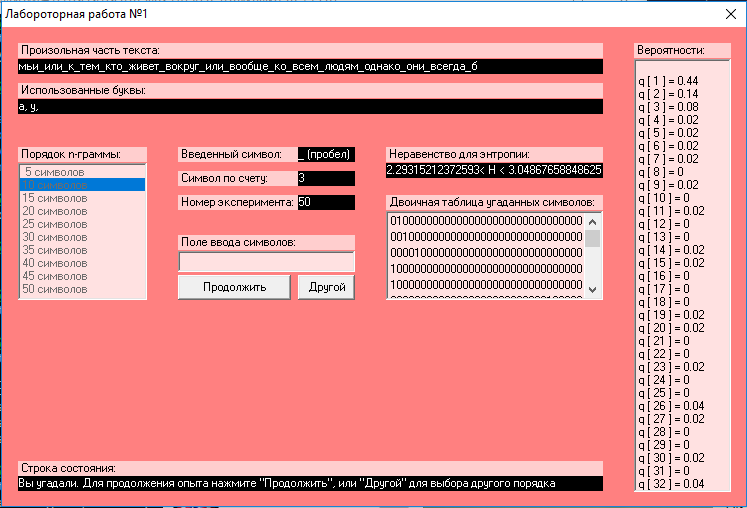 Лабороторная работа №1
Произольная часть текста:
мьи_или_к_тем_кто_живет_вокруг_или_вообще_ко_всем_людям_однако_они_всегда_б
Использованные буквы:
а, у,
Порядок n-граммы:
5 символов
10 символов
15 символов
20 символов
25 символов
30 символов
35 символов
40 символов
45 символов
50 символов
Введенный символ:
_ (пробел)
Символ по счету:
3
Номер эксперимента:
50
Поле ввода символов:
Продолжить
Другой
Неравенство для энтропии:
2.29315212372593< H < 3.04867658848625
Двоичная таблица угаданных символов:
01000000000000000000000000000000
00100000000000000000000000000000
00001000000000000000000000000000
10000000000000000000000000000000
10000000000000000000000000000000
Вероятности:
q [ 1 ] = 0.44
q [ 2 ] = 0.14
q [ 3 ] = 0.08
q [ 4 ] = 0.02
q [ 5 ] = 0.02
q [ 6 ] = 0.02
q [ 7 ] = 0.02
q [ 8 ] = 0
q [ 9 ] = 0.02
q [ 10 ] = 0
q [ 11 ] = 0.02
q [ 12 ] = 0
q [ 13 ] = 0
q [ 14 ] = 0.02
q [ 15 ] = 0.02
q [ 16 ] = 0
q [ 17 ] = 0
q [ 18 ] = 0
q [ 19 ] = 0.02
q [ 20 ] = 0.02
q [ 21 ] = 0
q [ 22 ] = 0
q [ 23 ] = 0.02
q [ 24 ] = 0
q [ 25 ] = 0
q [ 26 ] = 0.04
q [ 27 ] = 0.02
q [ 28 ] = 0
q [ 29 ] = 0
q [ 30 ] = 0.02
q [ 31 ] = 0
q [ 32 ] = 0.04
Строка состояния:
Вы угадали. Для продолжения опыта нажмите "Продолжить", или "Другой" для выбора другого порядка